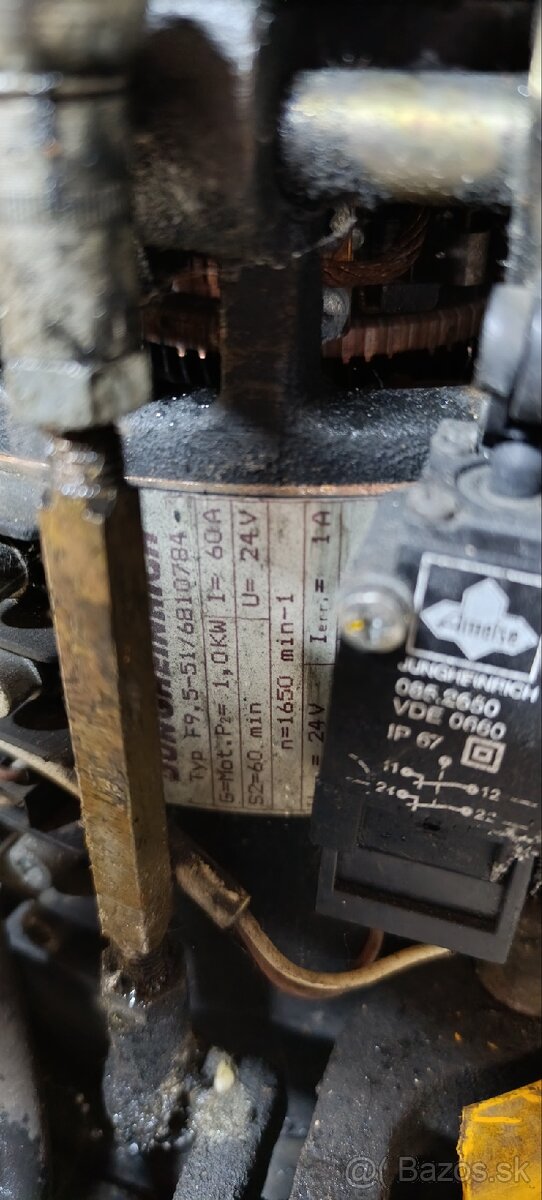 JUNGHEINRICH
Typ F9,5-51/6810784
G=Mot.P2= 1,0KW I= 60A
S2=60 min U= 24V
n=1650 min-1
= 24V Ierr,= 1A
JUNGHEINRICH
086.2660
VDE 0660
IP 67
11 12
21 22
Bazos.sk